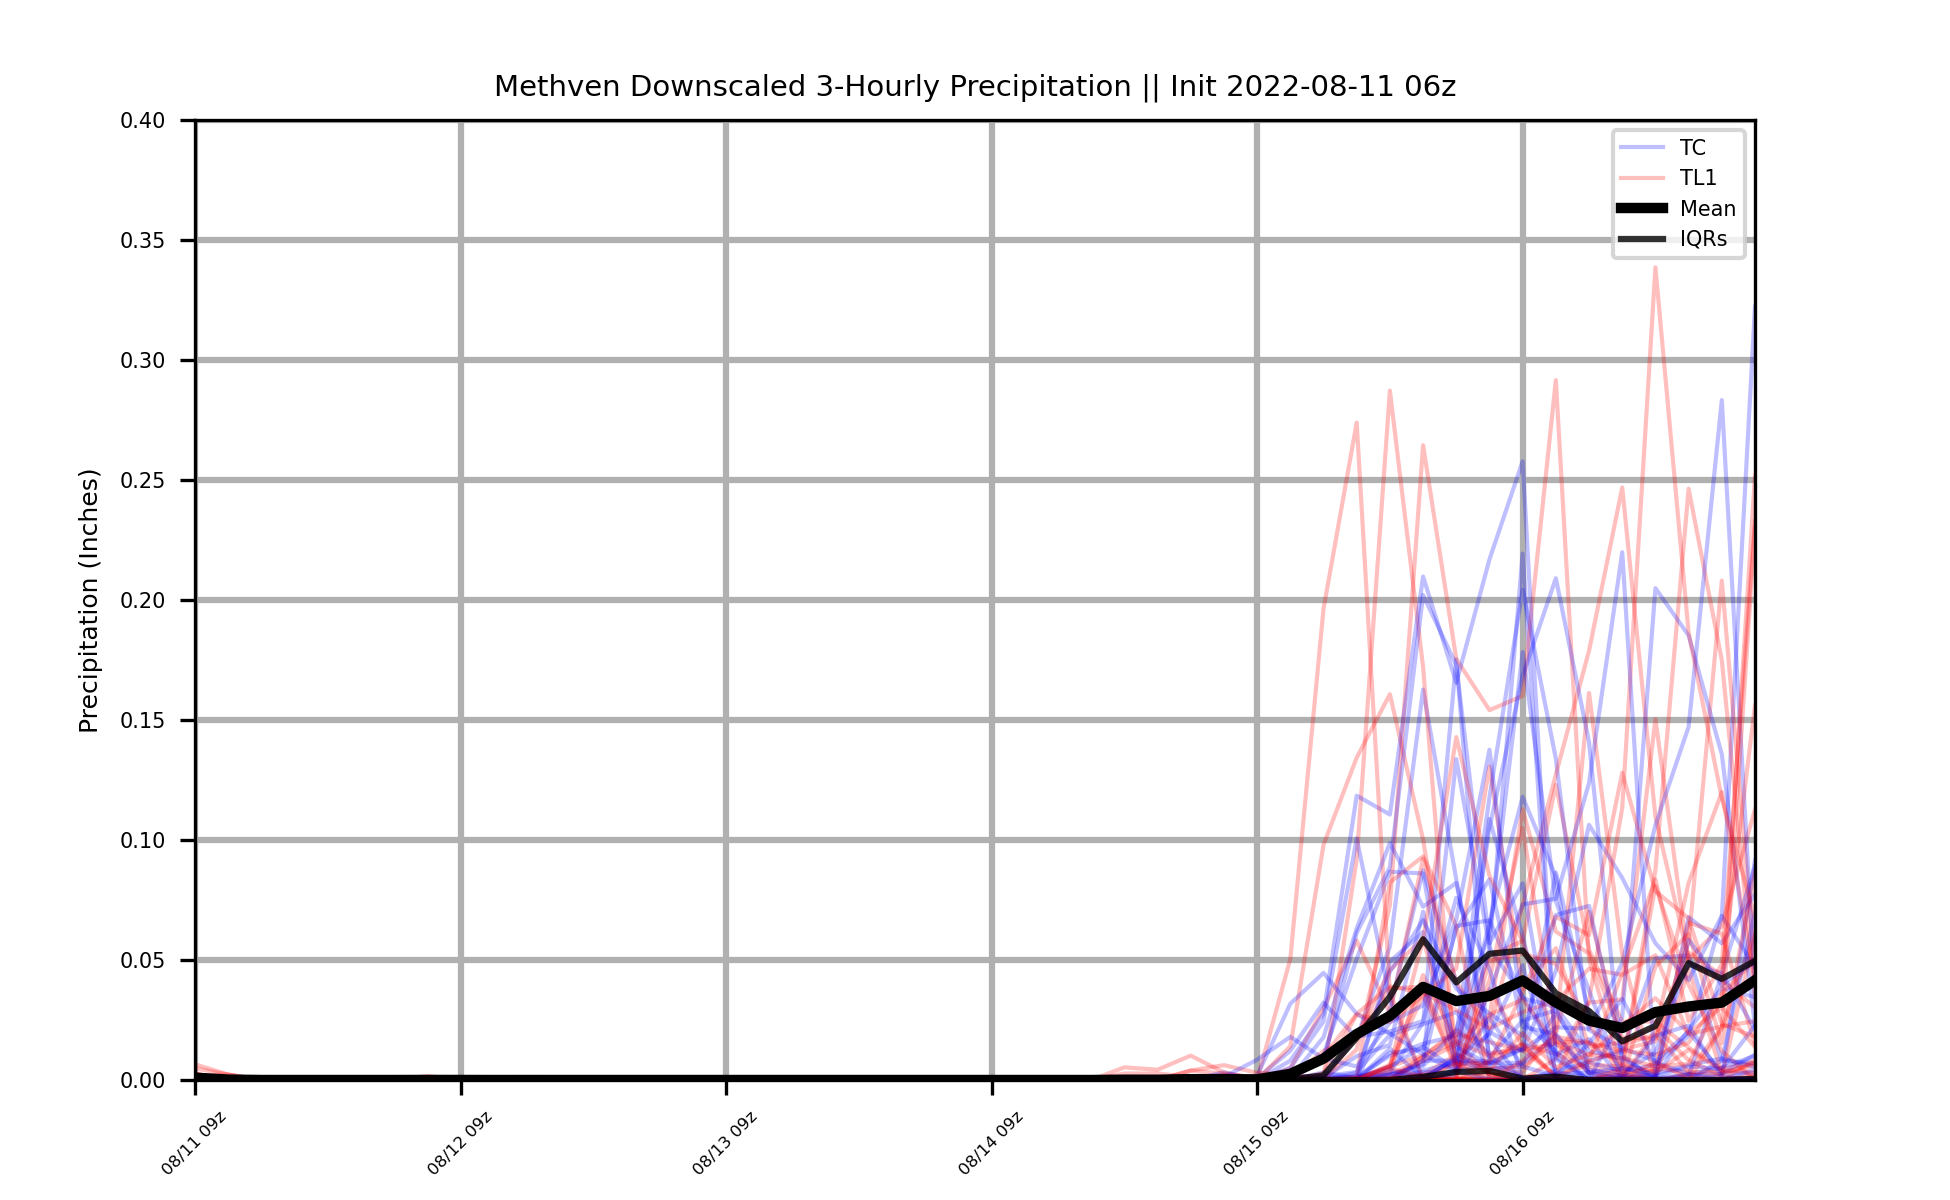 Methven Downscaled 3-Hourly Precipitation || Init 2022-08-11 06z
0.40
0.35
0.30
0.25
0.20
0.15
0.10
0.05
0.00
Precipitation (Inches)
TC
TL1
Mean
IQRs
08/11 09z
08/12 09z
08/13 09z
08/14 09z
08/15 09z
08/16 09z